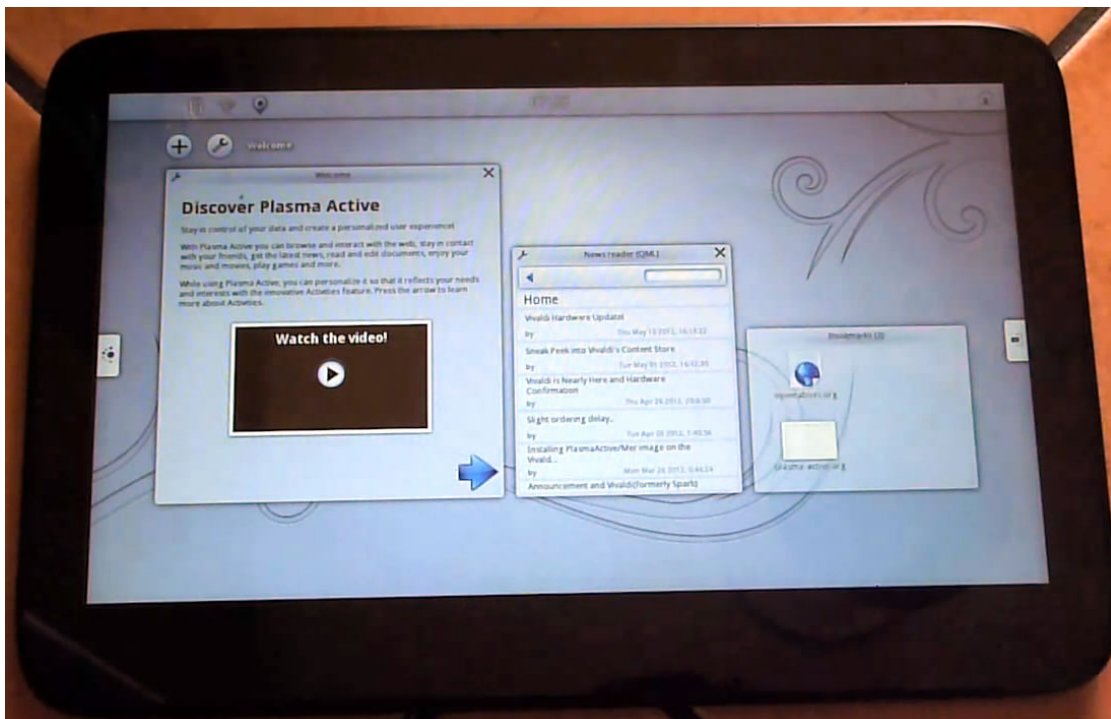 Welcome
Welcome
Discover Plasma Active
Stay in control of your data and create a personalized user experience!
With Plasma Active you can browse and interact with the web, stay in contact
with your friends, get the latest news, read and edit documents, enjoy your
music and movies, play games and more.
While using Plasma Active, you can personalize it so that it reflects your needs
and interests with the innovative Activities feature. Press the arrow to learn
more about Activities.
Watch the video!
News reader (QML)
Home
Vivaldi Hardware Update!
by
Sneak Peek into Vivaldi's Content Store
by
Vivaldi is Nearly Here and Hardware
Confirmation
by
Slight ordering delay..
by
Installing PlasmaActive/Mer image on the
Vivald...
by
Announcement and Vivaldi(formerly Spark)
Bookmarks
opentablets.org
plasma-active.org